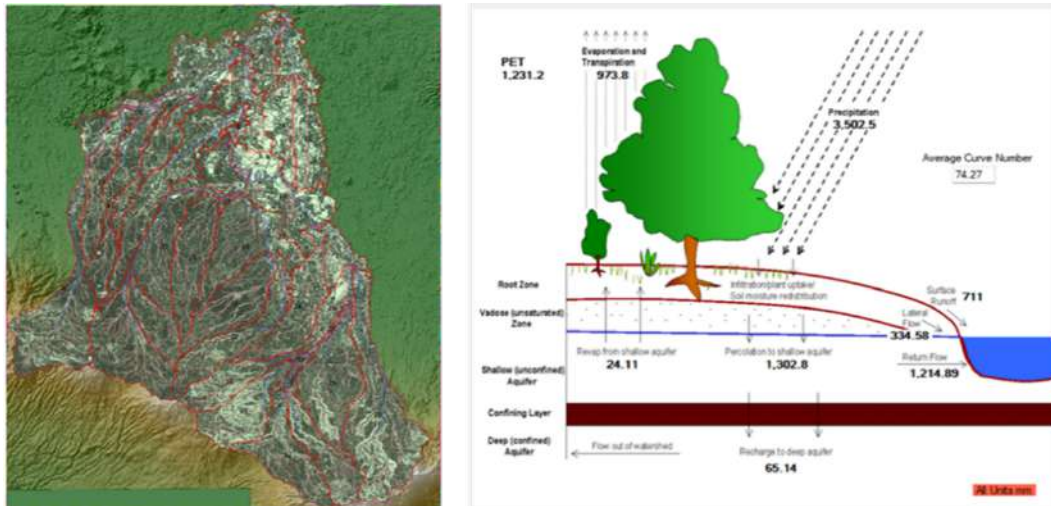 PET
1,231.2
Evaporation and
Transpiration
973.8
Precipitation
3,502.5
Average Curve Number
74.27
Root Zone
Infiltration/plant uptake/
Soil moisture redistribution
Surface
Runoff
711
Vadose (unsaturated)
Zone
Lateral
Flow
334.58
Revap from shallow aquifer
24.11
Percolation to shallow aquifer
1,302.8
Return Flow
1,214.89
Shallow (unconfined)
Aquifer
Confining Layer
Deep (confined)
Aquifer
Flow out of watershed
Recharge to deep aquifer
65.14
All Units mm